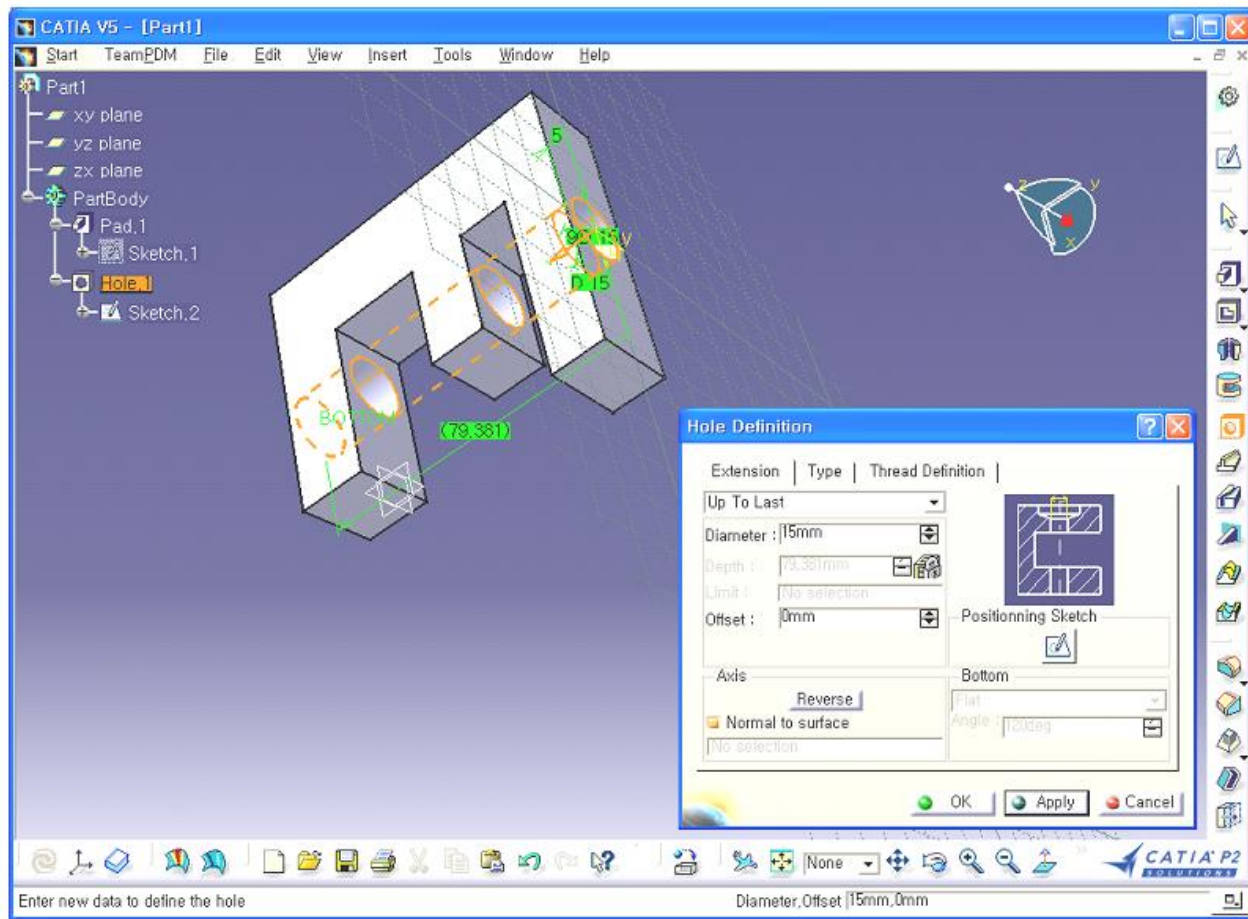 CATIA V5 - [Part1]
Start TeamPDM File Edit View Insert Tools Window Help
Part1
xy plane
yz plane
zx plane
PartBody
Pad.1
Sketch.1
Hole.1
Sketch.2
5
y
D 15
BOTTOM
(79,381)
z
y
x
Hole Definition
Extension Type Thread Definition
Up To Last
Diameter : 15mm
Depth : 79,381mm
Limit : No selection
Offset : 0mm
Positionning Sketch
Axis
Reverse
Normal to surface
No selection
Bottom
Flat
Angle : 120deg
OK Apply Cancel
None
CATIA P2
SOLUTIONS
Enter new data to define the hole
Diameter,Offset 15mm,0mm